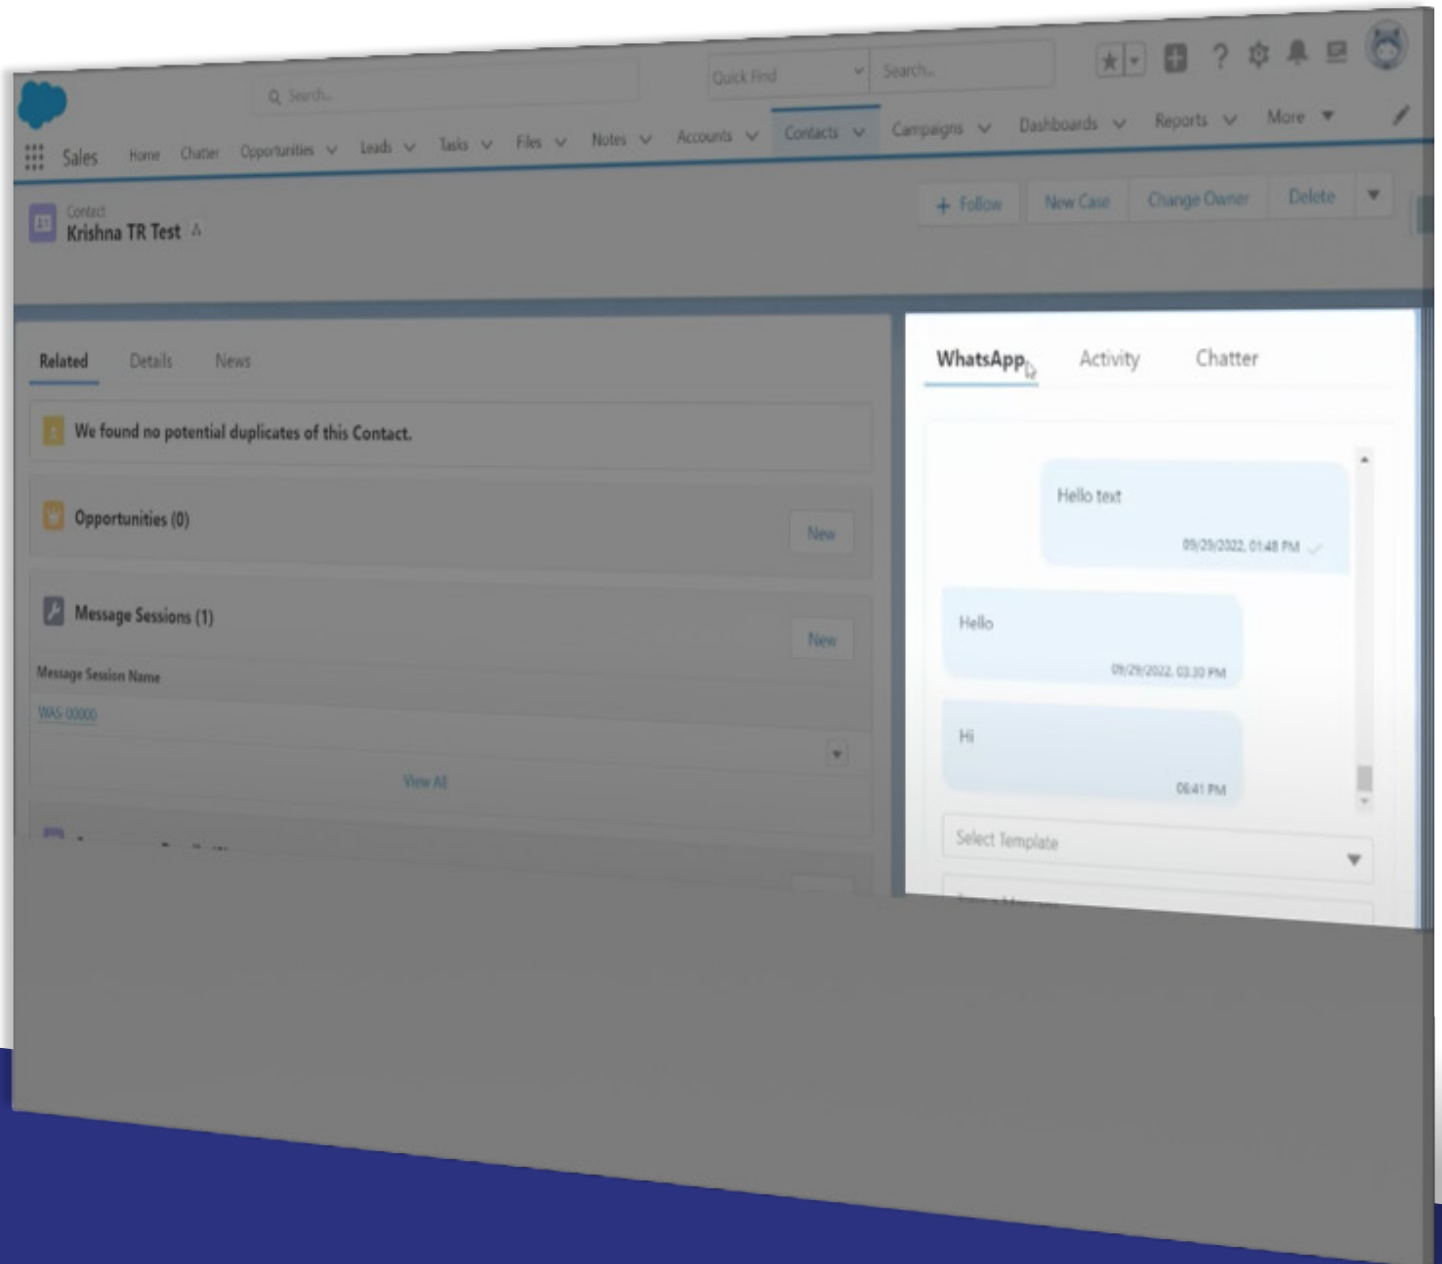 Search...
Quick Find
Search...
Sales Home Chatter Opportunities Leads Tasks Files Notes Accounts Contacts Campaigns Dashboards Reports More
Contact
Krishna TR Test
+ Follow New Case Change Owner Delete
Related Details News
We found no potential duplicates of this Contact.
Opportunities (0)
New
Message Sessions (1)
New
Message Session Name
WAS-00000
View All
WhatsApp Activity Chatter
Hello text
09/29/2022, 01:48 PM
Hello
09/29/2022, 03:30 PM
Hi
06:41 PM
Select Template